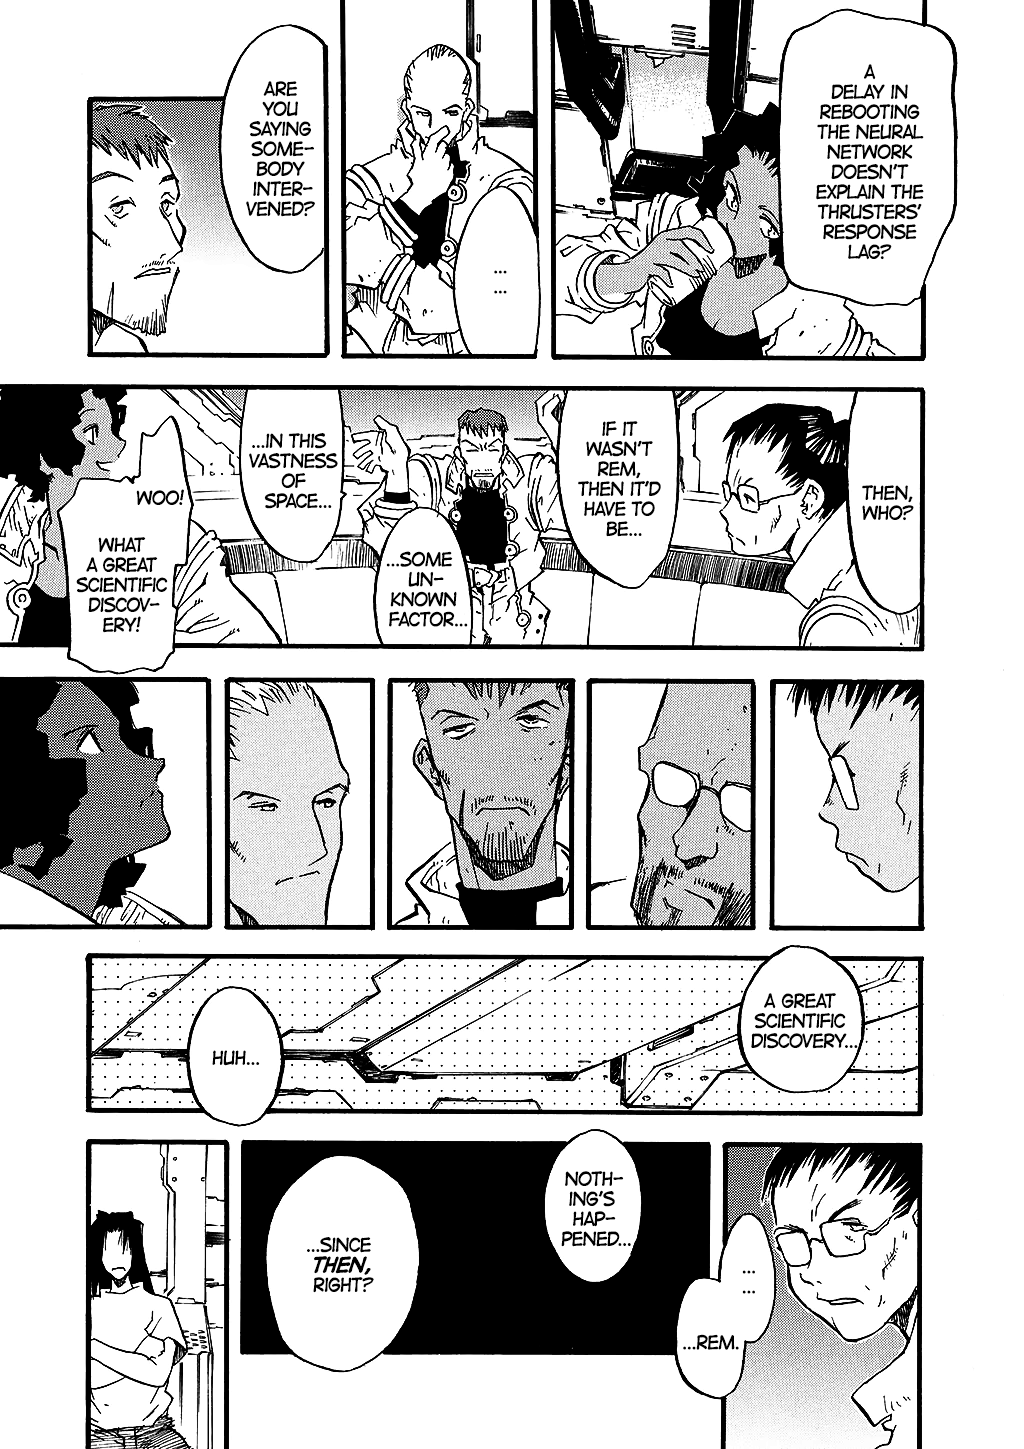 A
DELAY IN
REBOOTING
THE NEURAL
NETWORK
DOESN'T
EXPLAIN THE
THRUSTERS'
RESPONSE
LAG?
...
...
ARE
YOU
SAYING
SOME-
BODY
INTER-
VENED?
THEN,
WHO?
IF IT
WASN'T
REM,
THEN IT'D
HAVE TO
BE...
...SOME
UN-
KNOWN
FACTOR...
...IN THIS
VASTNESS
OF
SPACE...
WOO!
WHAT
A GREAT
SCIENTIFIC
DISCOV-
ERY!
A GREAT
SCIENTIFIC
DISCOVERY...
HUH...
...
...
...REM.
NOTH-
ING'S
HAP-
PENED...
...SINCE
THEN,
RIGHT?